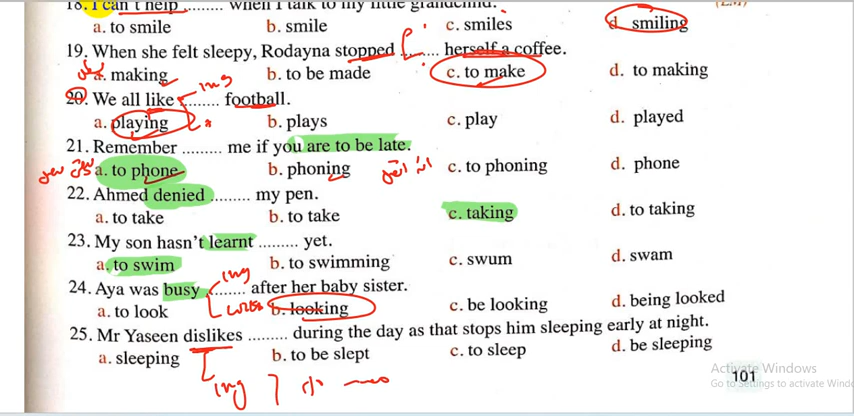 18. I can't help ......... when I talk to my little grandchild.
a. to smile b. smile c. smiles d. smiling
19. When she felt sleepy, Rodayna stopped ......... herself a coffee.
a. making b. to be made c. to make d. to making
20. We all like ......... football.
ing
a. playing b. plays c. play d. played
21. Remember ......... me if you are to be late.
a. to phone b. phoning c. to phoning d. phone
22. Ahmed denied ......... my pen.
a. to take b. to take c. taking d. to taking
23. My son hasn't learnt ......... yet.
a. to swim b. to swimming c. swum d. swam
ing
24. Aya was busy ......... after her baby sister.
a. to look b. looking c. be looking d. being looked
25. Mr Yaseen dislikes ......... during the day as that stops him sleeping early at night.
a. sleeping b. to be slept c. to sleep d. be sleeping
ing
Activate Windows
101
Go to Settings to activate Windo